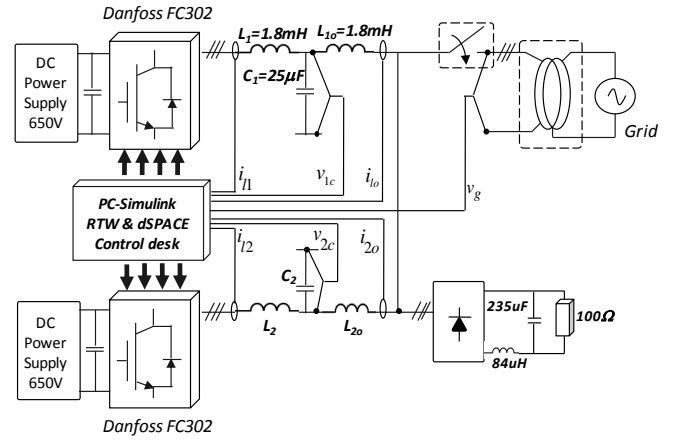 Danfoss FC302
DC
Power
Supply
650V
L1=1.8mH
L1o=1.8mH
C1=25μF
Grid
il1
v1c
ilo
vg
PC-Simulink
RTW & dSPACE
Control desk
il2
v2c
i2o
C2
L2
L2o
DC
Power
Supply
650V
235uF
100Ω
84uH
Danfoss FC302